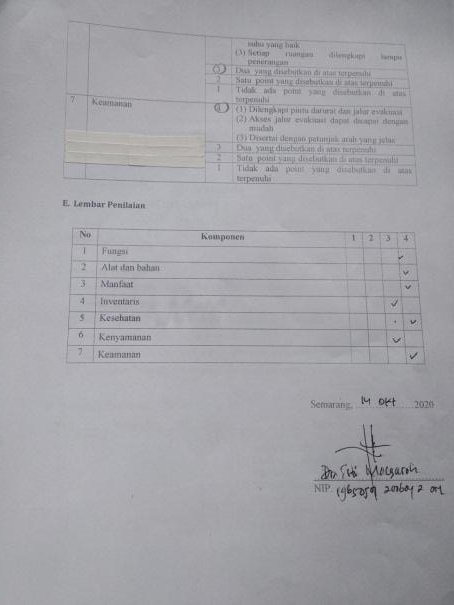 suhu yang baik
(3) Setiap ruangan dilengkapi lampu
penerangan
3 Dua yang disebutkan di atas terpenuhi
2 Satu point yang disebutkan di atas terpenuhi
1 Tidak ada point yang disebutkan di atas
terpenuhi
7 Keamanan 4 (1) Dilengkapi pintu darurat dan jalur evakuasi
(2) Akses jalur evakuasi dapat dicapai dengan
mudah
(3) Disertai dengan petunjuk arah yang jelas
3 Dua yang disebutkan di atas terpenuhi
2 Satu point yang disebutkan di atas terpenuhi
1 Tidak ada point yang disebutkan di atas
terpenuhi
E. Lembar Penilaian
No Komponen 1 2 3 4
1 Fungsi ✓
2 Alat dan bahan ✓
3 Manfaat ✓
4 Inventaris ✓
5 Kesehatan ✓
6 Kenyamanan ✓
7 Keamanan ✓
Semarang, 14 Okt 2020
Siti
NIP.